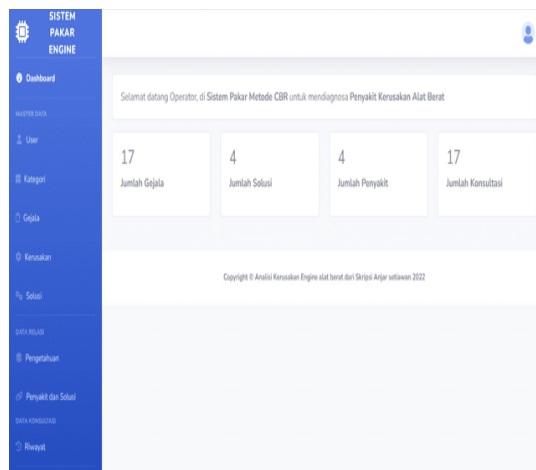 SISTEM
PAKAR
ENGINE
Dashboard
MASTER DATA
User
Kategori
Gejala
Kerusakan
Solusi
DATA RELASI
Pengetahuan
Penyakit dan Solusi
DATA KONSULTASI
Riwayat
Selamat datang Operator, di Sistem Pakar Metode CBR untuk mendiagnosa Penyakit Kerusakan Alat Berat
17
Jumlah Gejala
4
Jumlah Solusi
4
Jumlah Penyakit
17
Jumlah Konsultasi
Copyright © Analisi Kerusakan Engine alat berat dari Skripsi Anjar setiawan 2022